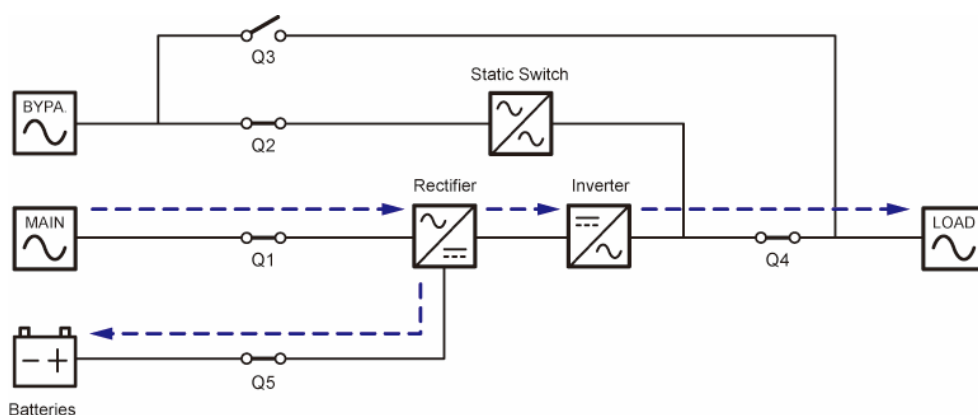 Q3
Static Switch
BYPA.
Q2
Rectifier
Inverter
MAIN
LOAD
Q1
Q4
Q5
Batteries